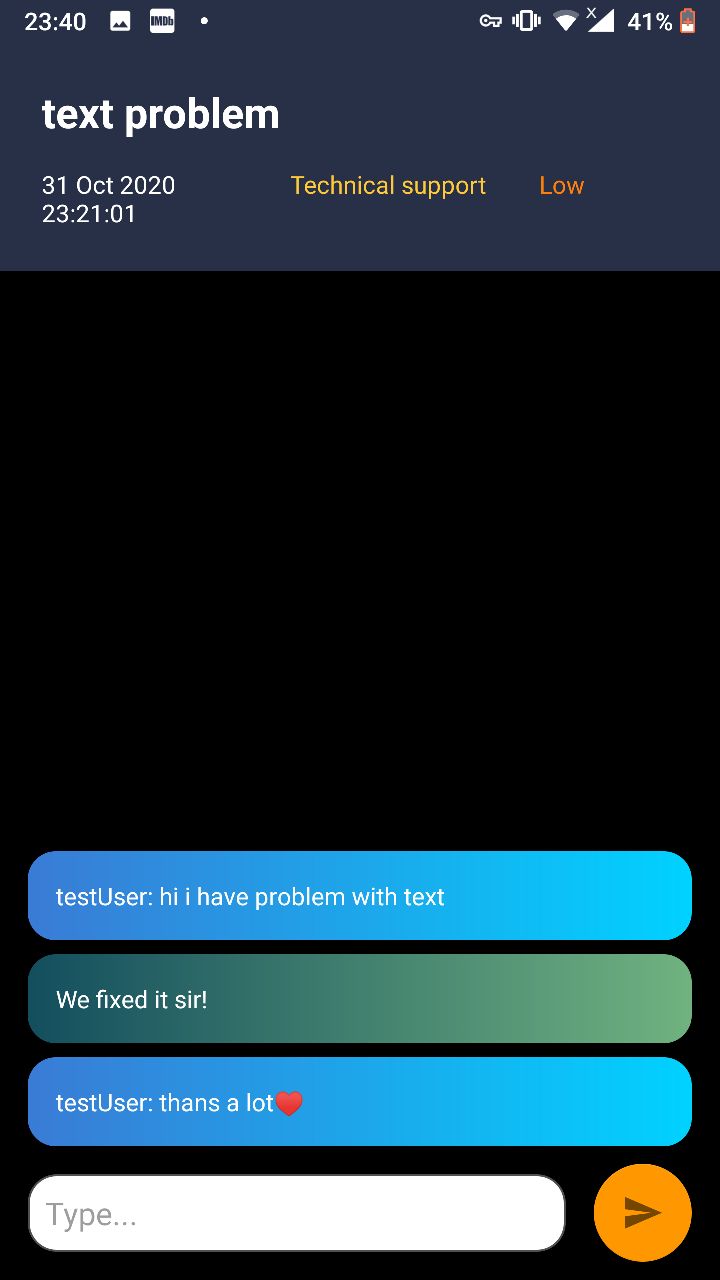 23:40 IMDb 41%
text problem
31 Oct 2020 Technical support Low
23:21:01
testUser: hi i have problem with text
We fixed it sir!
testUser: thans a lot❤️
Type...